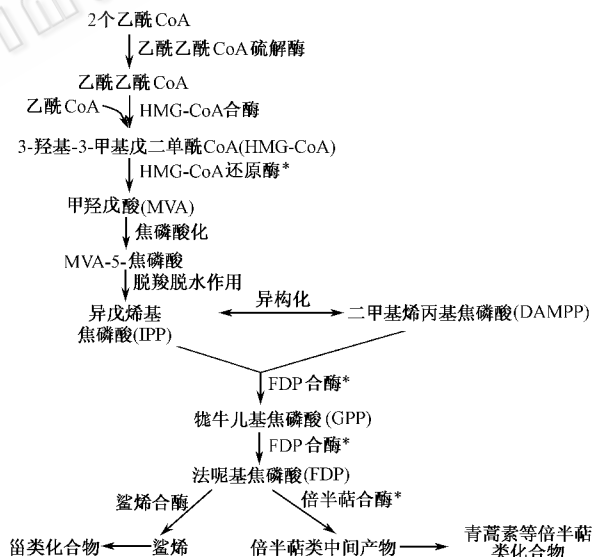 2个乙酰CoA
乙酰乙酰CoA硫解酶
乙酰乙酰CoA
乙酰CoA
HMG-CoA合酶
3-羟基-3-甲基戊二单酰CoA(HMG-CoA)
HMG-CoA还原酶*
甲羟戊酸(MVA)
焦磷酸化
MVA-5-焦磷酸
脱羧脱水作用
异戊烯基
焦磷酸(IPP)
异构化
二甲基烯丙基焦磷酸(DAMPP)
FDP合酶*
牻牛儿基焦磷酸(GPP)
FDP合酶*
法呢基焦磷酸(FDP)
鲨烯合酶
倍半萜合酶*
甾类化合物
鲨烯
倍半萜类中间产物
青蒿素等倍半萜
类化合物